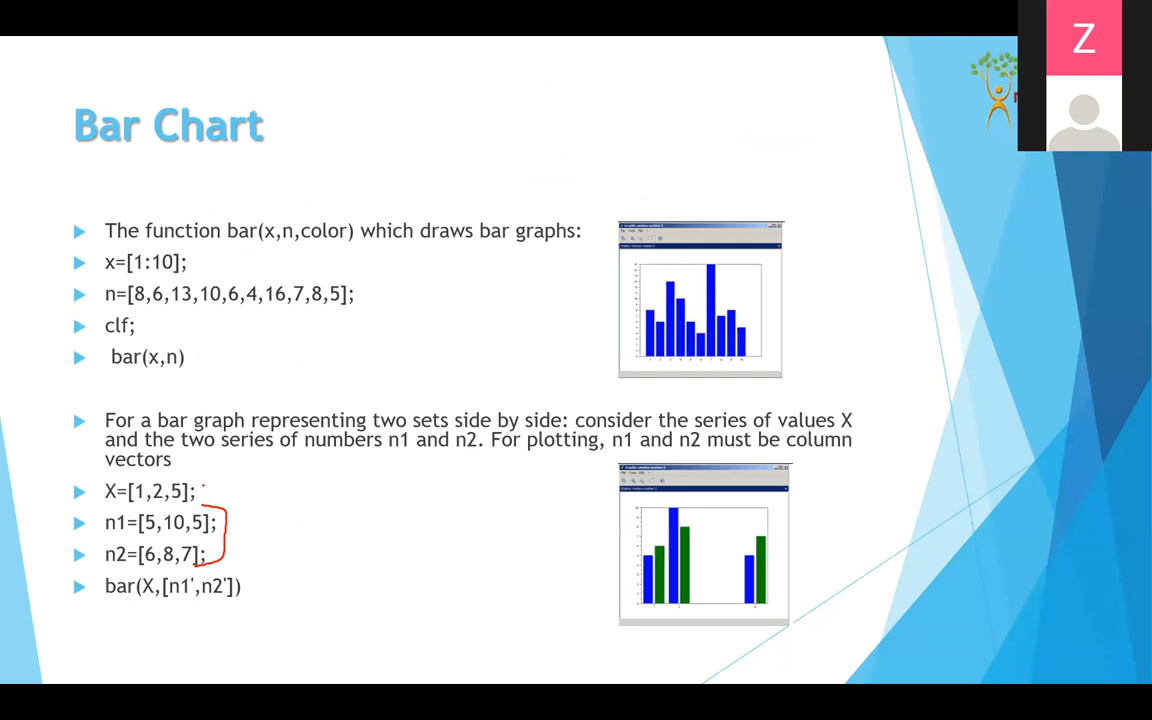 Z
Bar Chart
The function bar(x,n,color) which draws bar graphs:
x=[1:10];
n=[8,6,13,10,6,4,16,7,8,5];
clf;
bar(x,n)
For a bar graph representing two sets side by side: consider the series of values X
and the two series of numbers n1 and n2. For plotting, n1 and n2 must be column
vectors
X=[1,2,5];
n1=[5,10,5];
n2=[6,8,7];
bar(X,[n1',n2'])